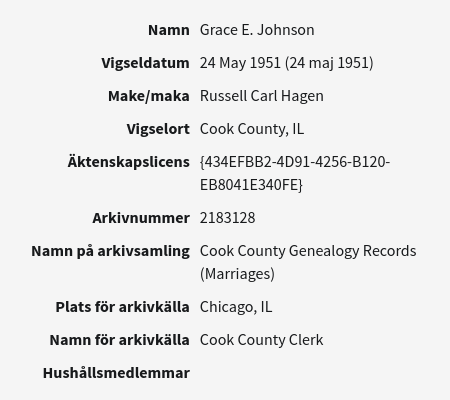 Namn Grace E. Johnson
Vigseldatum 24 May 1951 (24 maj 1951)
Make/maka Russell Carl Hagen
Vigselort Cook County, IL
Äktenskapslicens {434EFBB2-4D91-4256-B120-
EB8041E340FE}
Arkivnummer 2183128
Namn på arkivsamling Cook County Genealogy Records
(Marriages)
Plats för arkivkälla Chicago, IL
Namn för arkivkälla Cook County Clerk
Hushållsmedlemmar